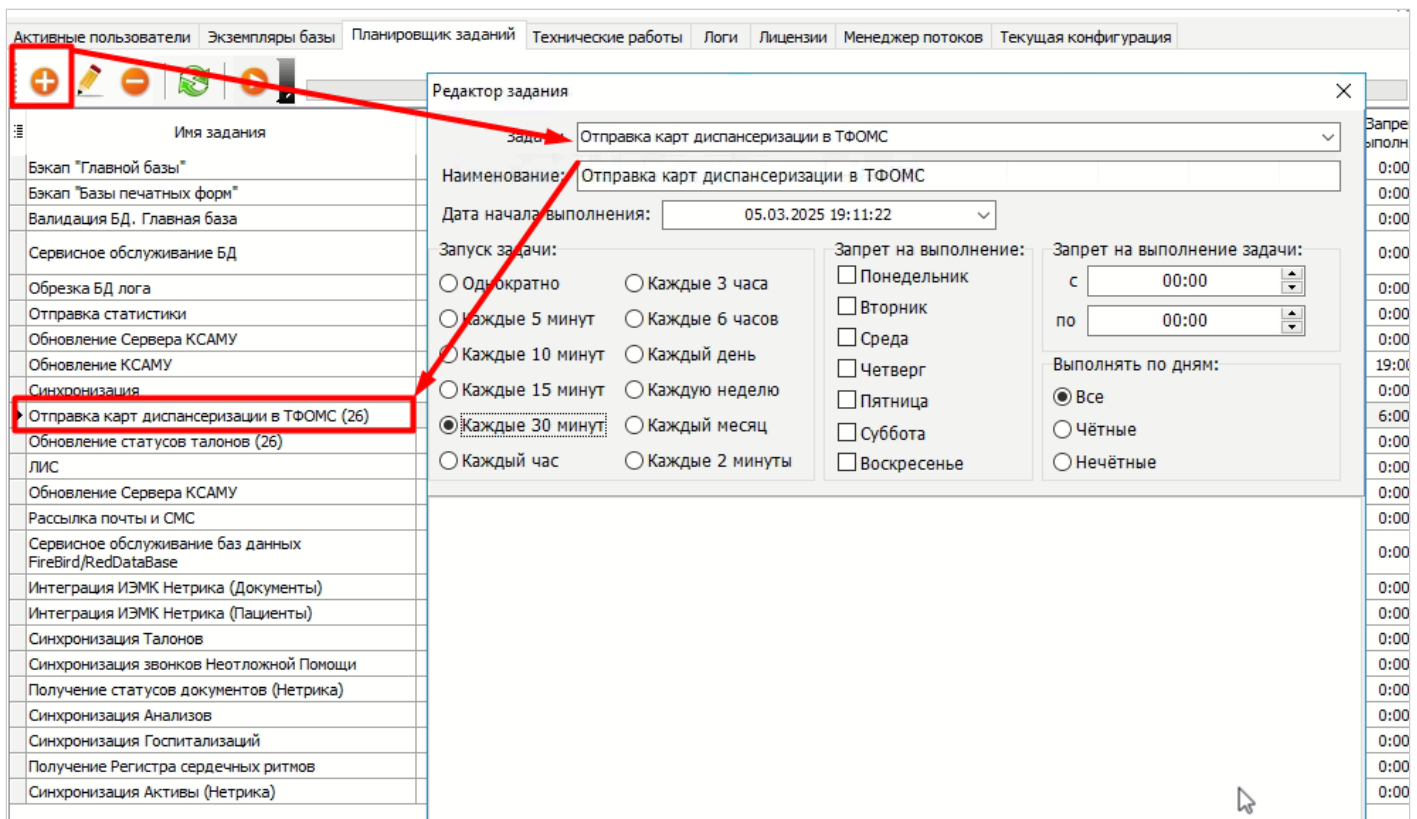 Активные пользователи Экземпляры базы Планировщик заданий Технические работы Логи Лицензии Менеджер потоков Текущая конфигурация
Имя задания
Бэкап "Главной базы"
Бэкап "Базы печатных форм"
Валидация БД. Главная база
Сервисное обслуживание БД
Обрезка БД лога
Отправка статистики
Обновление Сервера КСАМУ
Обновление КСАМУ
Синхронизация
Отправка карт диспансеризации в ТФОМС (26)
Обновление статусов талонов (26)
ЛИС
Обновление Сервера КСАМУ
Рассылка почты и СМС
Сервисное обслуживание баз данных
FireBird/RedDataBase
Интеграция ИЭМК Нетрика (Документы)
Интеграция ИЭМК Нетрика (Пациенты)
Синхронизация Талонов
Синхронизация звонков Неотложной Помощи
Получение статусов документов (Нетрика)
Синхронизация Анализов
Синхронизация Госпитализаций
Получение Регистра сердечных ритмов
Синхронизация Активы (Нетрика)
Редактор задания
Отправка карт диспансеризации в ТФОМС
Наименование: Отправка карт диспансеризации в ТФОМС
Дата начала выполнения: 05.03.2025 19:11:22
Запуск задачи:
Однократно
Каждые 5 минут
Каждые 10 минут
Каждые 15 минут
Каждые 30 минут
Каждый час
Каждые 3 часа
Каждые 6 часов
Каждый день
Каждую неделю
Каждый месяц
Каждые 2 минуты
Запрет на выполнение:
Понедельник
Вторник
Среда
Четверг
Пятница
Суббота
Воскресенье
Запрет на выполнение задачи:
с 00:00
по 00:00
Выполнять по дням:
Все
Чётные
Нечётные
0:00
0:00
0:00
0:00
0:00
0:00
0:00
19:00
0:00
6:00
0:00
0:00
0:00
0:00
0:00
0:00
0:00
0:00
0:00
0:00
0:00
0:00
0:00
0:00